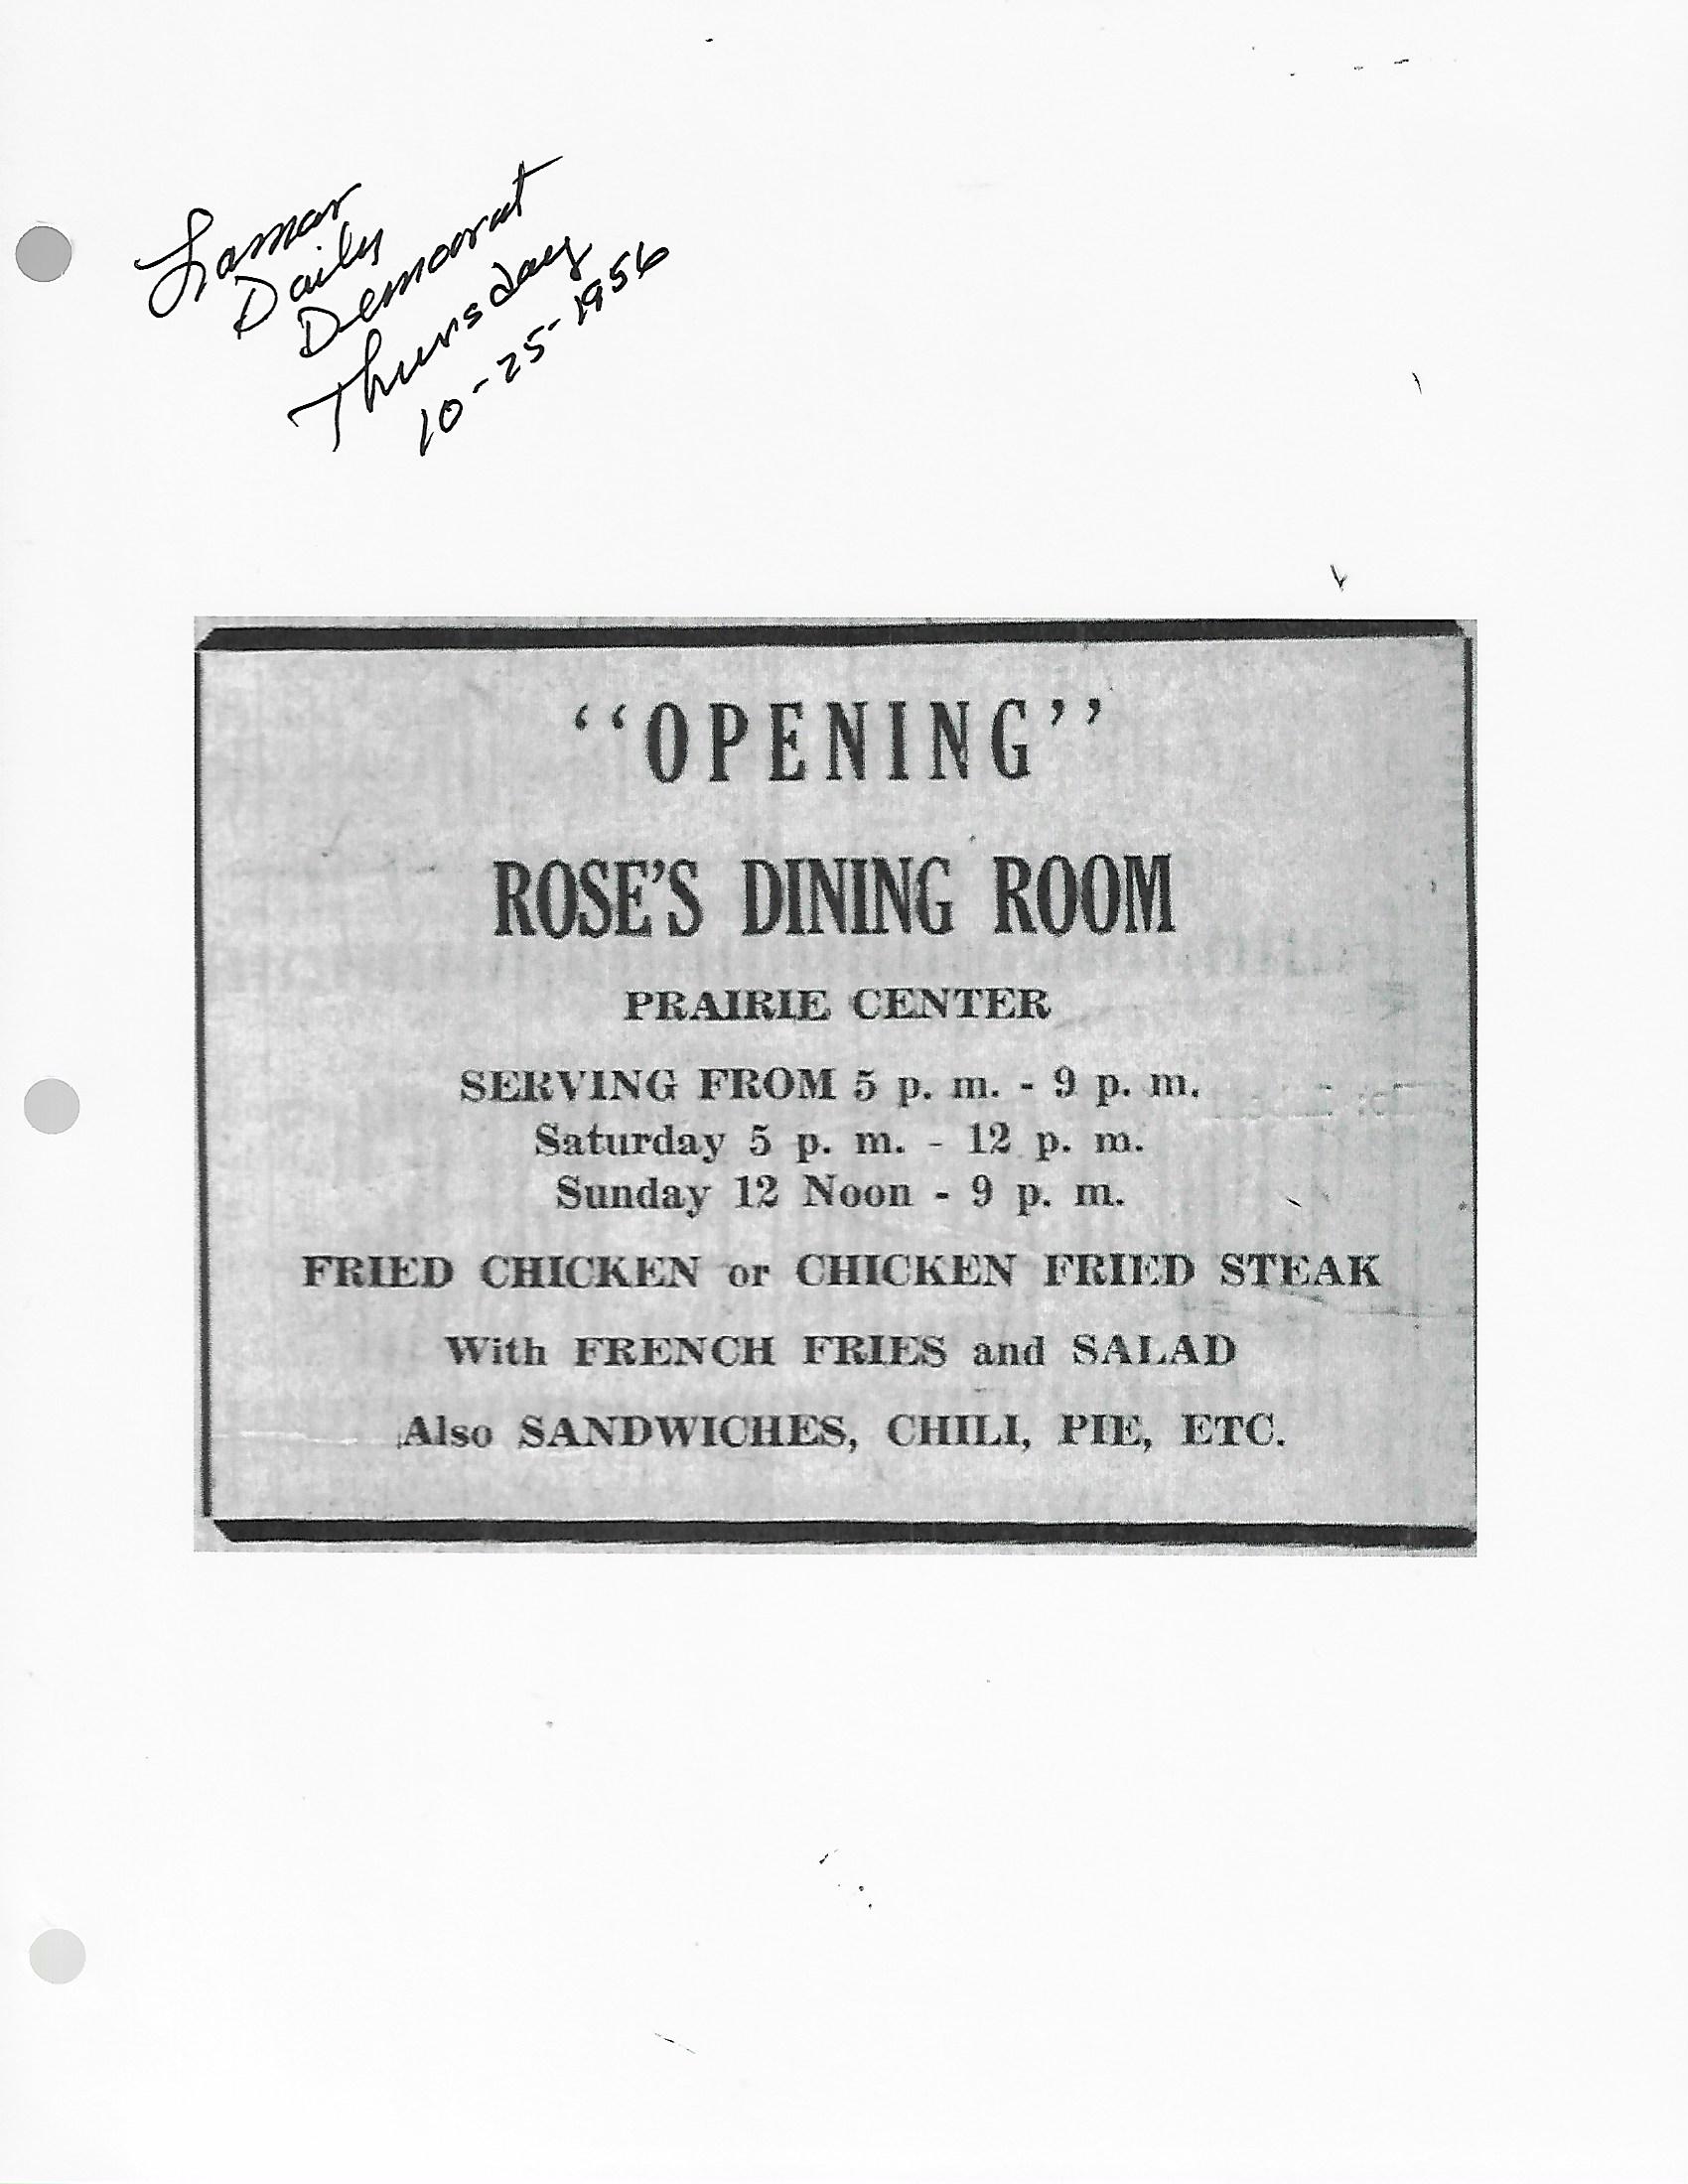 Lamar
Daily
Democrat
Thursday
10-25-1956
“OPENING”
ROSE’S DINING ROOM
PRAIRIE CENTER
SERVING FROM 5 p. m. - 9 p. m.
Saturday 5 p. m. - 12 p. m.
Sunday 12 Noon - 9 p. m.
FRIED CHICKEN or CHICKEN FRIED STEAK
With FRENCH FRIES and SALAD
Also SANDWICHES, CHILI, PIE, ETC.